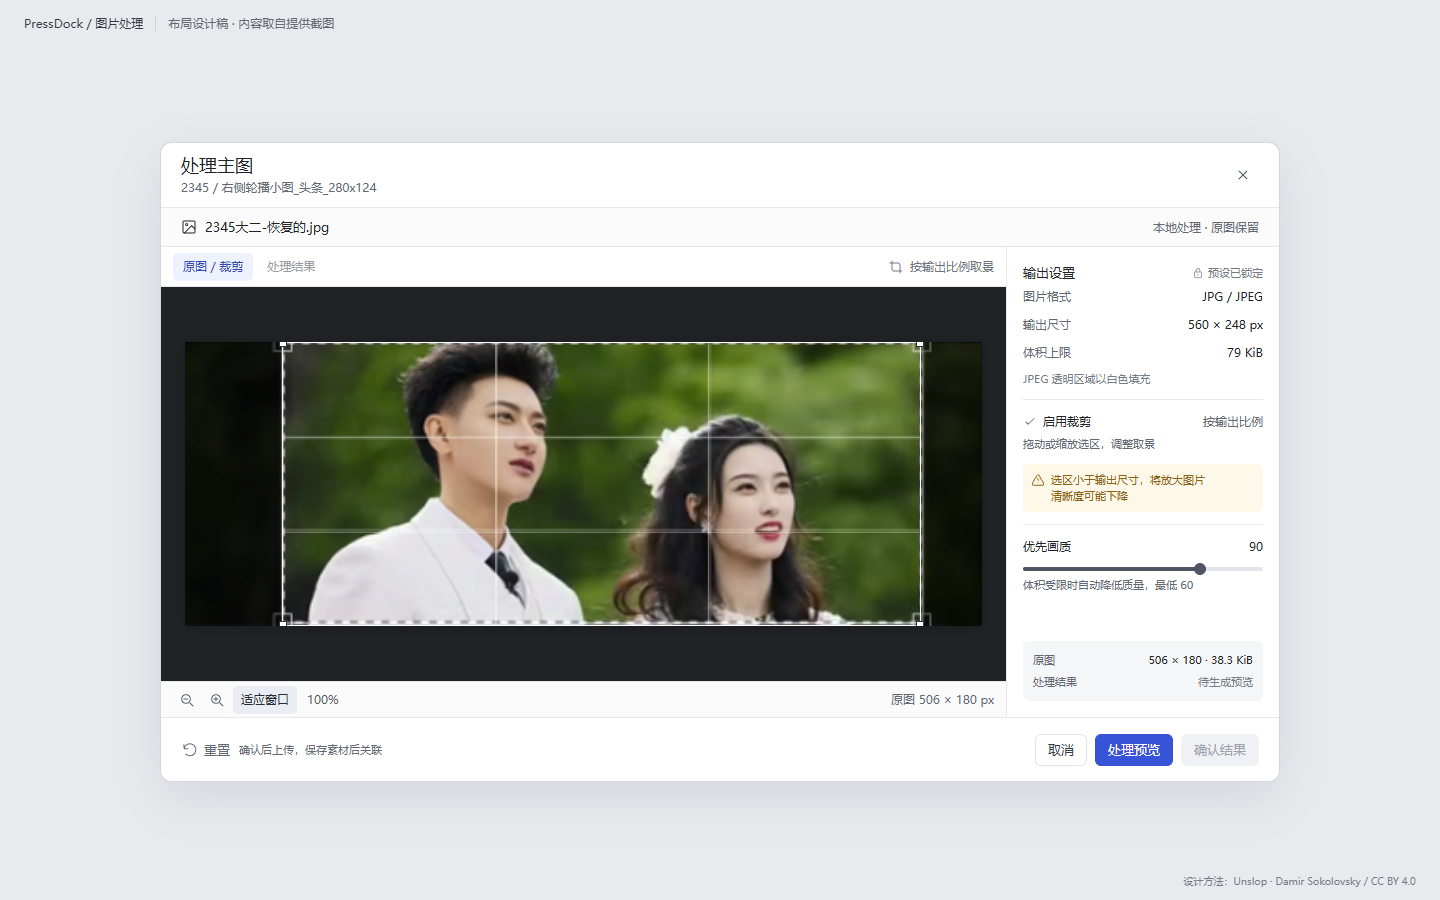 PressDock / 图片处理 布局设计稿 · 内容取自提供截图
处理主图
2345 / 右侧轮播小图_头条_280x124
2345大二-恢复的.jpg
本地处理 · 原图保留
原图 / 裁剪 处理结果
按输出比例取景
输出设置 预设已锁定
图片格式 JPG / JPEG
输出尺寸 560 × 248 px
体积上限 79 KiB
JPEG 透明区域以白色填充
启用裁剪 按输出比例
拖动或缩放选区，调整取景
选区小于输出尺寸，将放大图片
清晰度可能下降
优先画质 90
体积受限时自动降低质量，最低 60
原图 506 × 180 · 38.3 KiB
处理结果 待生成预览
适应窗口 100%
原图 506 × 180 px
重置 确认后上传，保存素材后关联
取消 处理预览 确认结果
设计方法：Unslop · Damir Sokolovsky / CC BY 4.0